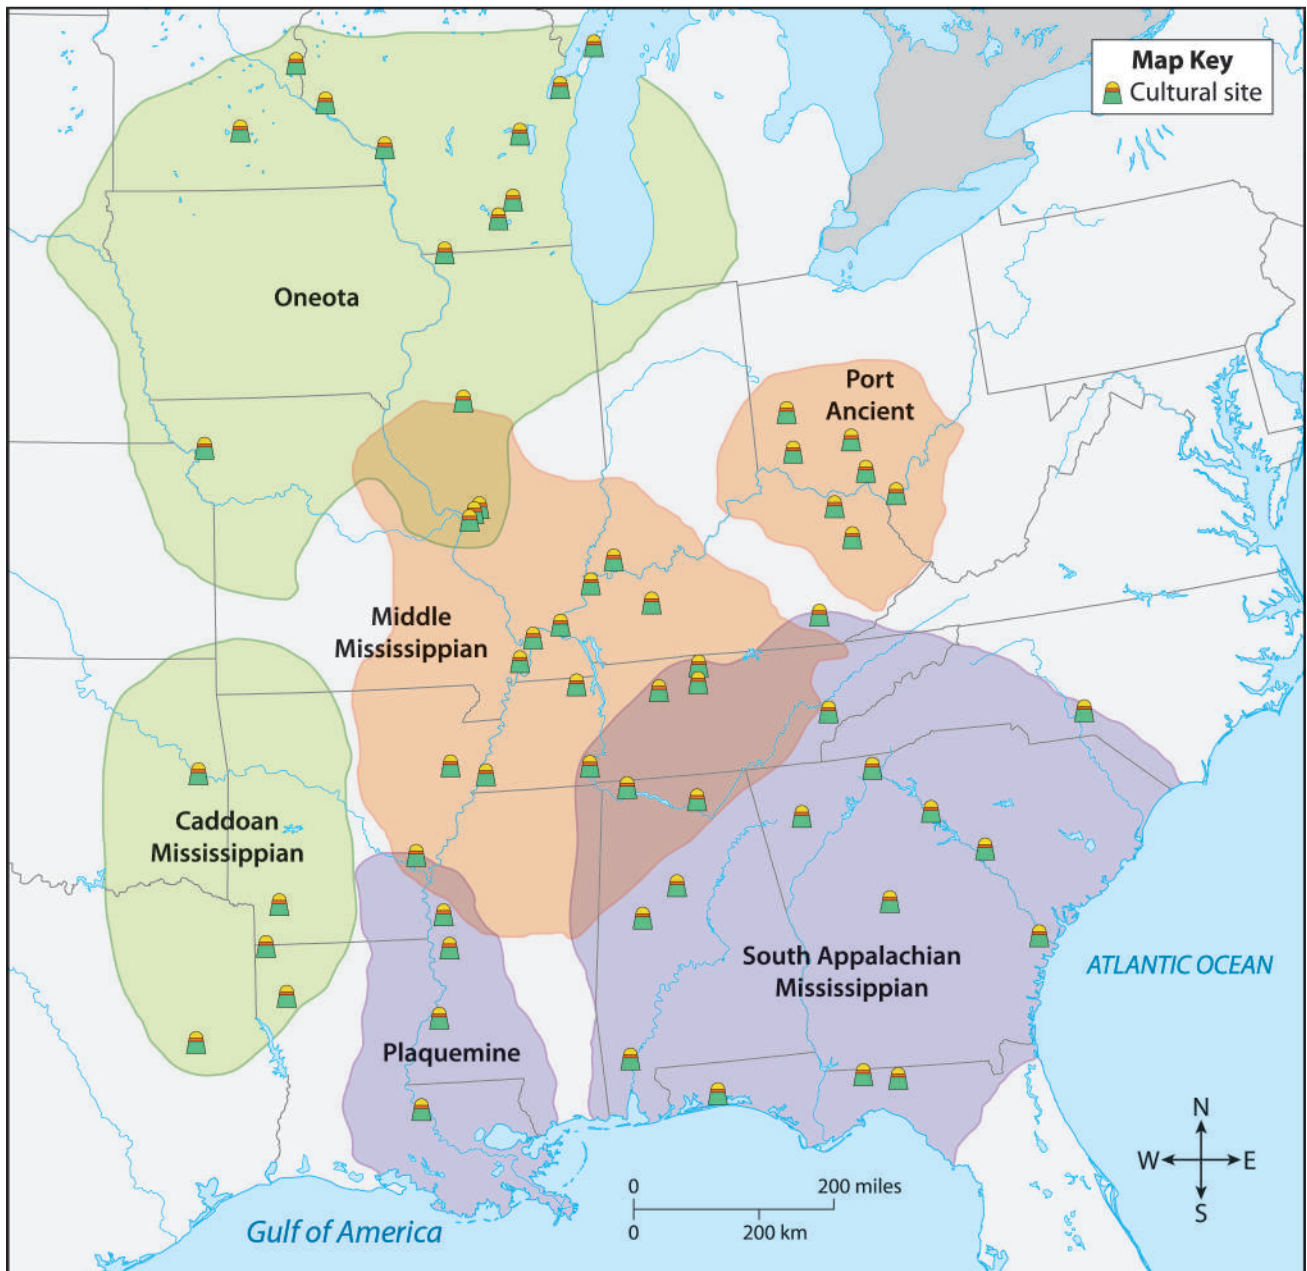 Map Key
Cultural site
Oneota
Port
Ancient
Middle
Mississippian
Caddoan
Mississippian
South Appalachian
Mississippian
ATLANTIC OCEAN
Plaquemine
N
W
E
S
0
200 miles
0
200 km
Gulf of America